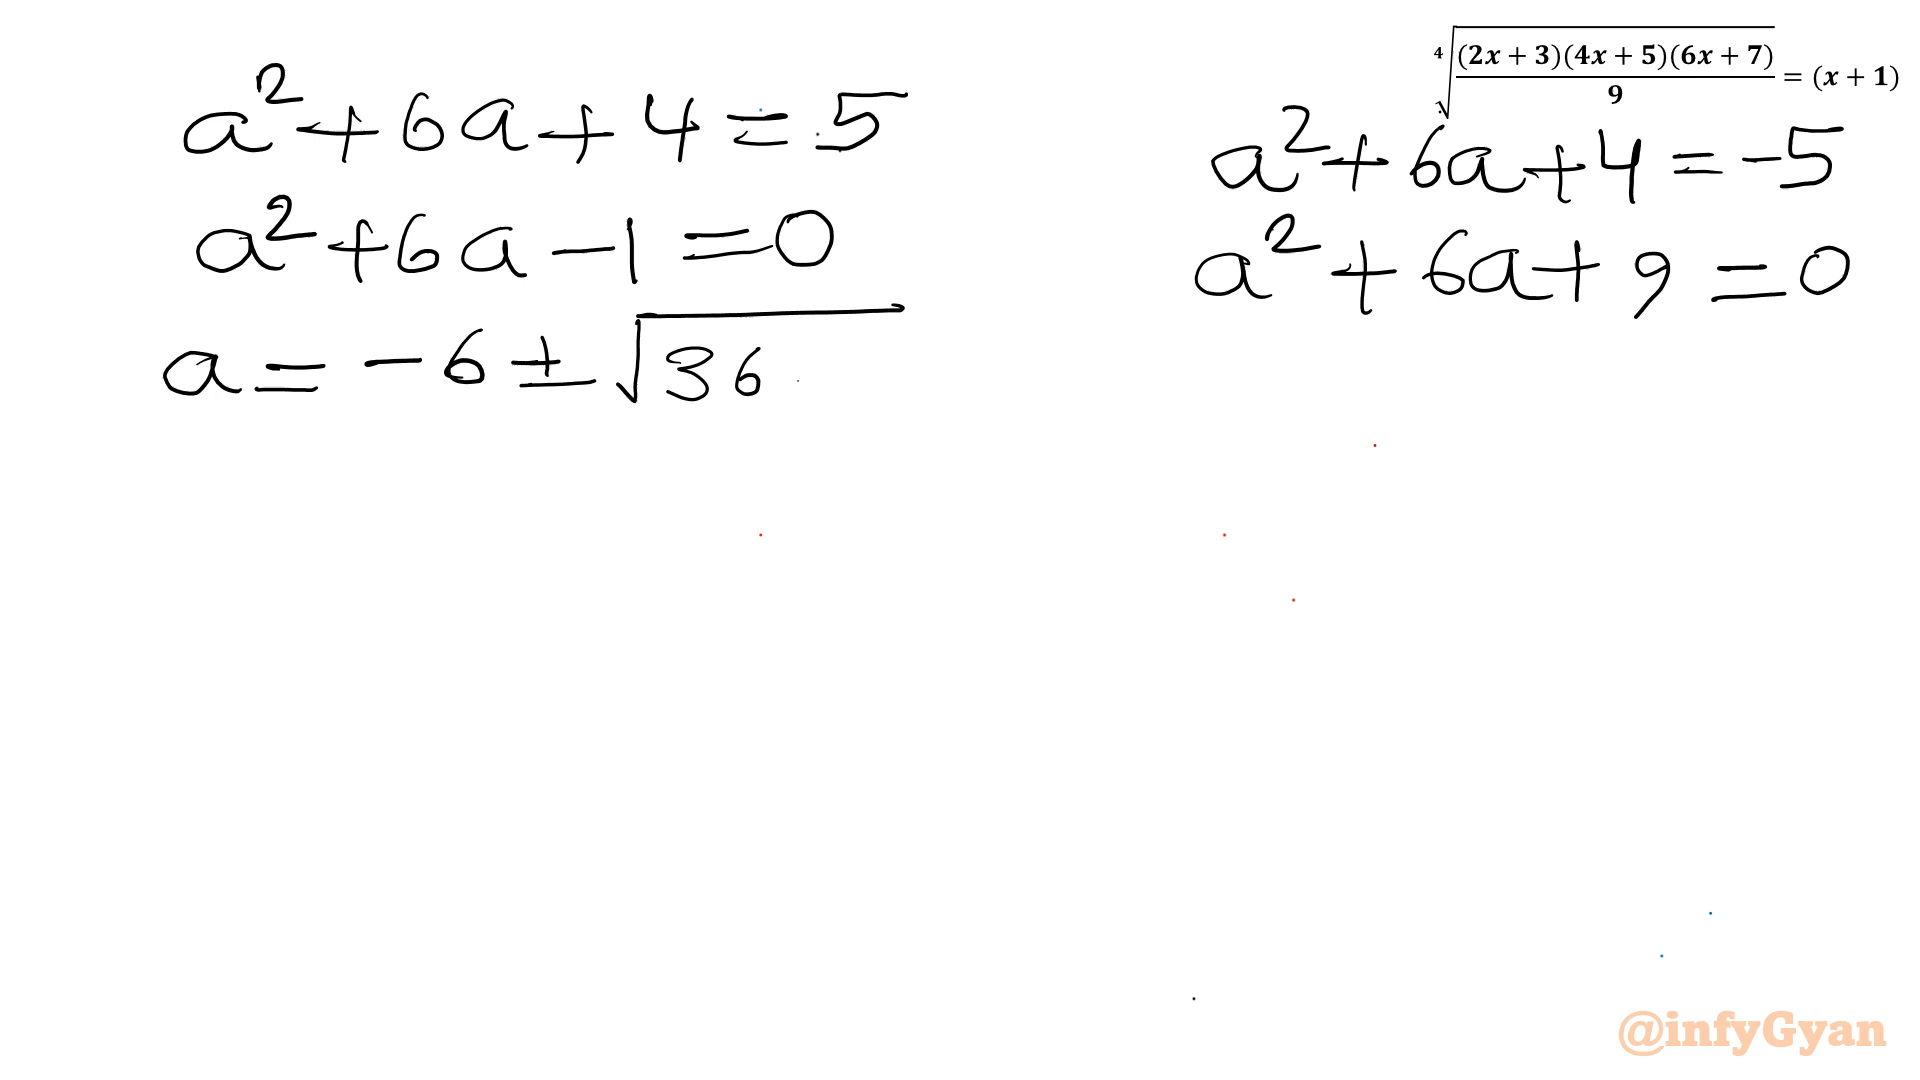 ⁴√((2x + 3)(4x + 5)(6x + 7) / 9) = (x + 1)
a² + 6a + 4 = 5
a² + 6a - 1 = 0
a = - 6 ± √36
a² + 6a + 4 = -5
a² + 6a + 9 = 0
@infyGyan